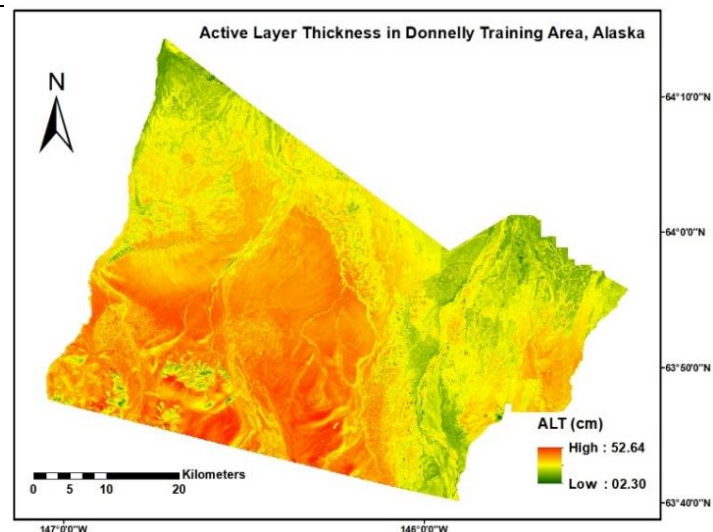 Active Layer Thickness in Donnelly Training Area, Alaska
N
64°10'0"N
64°0'0"N
63°50'0"N
ALT (cm)
High : 52.64
Low : 02.30
Kilometers
0 5 10 20
63°40'0"N
147°0'0"W 146°0'0"W